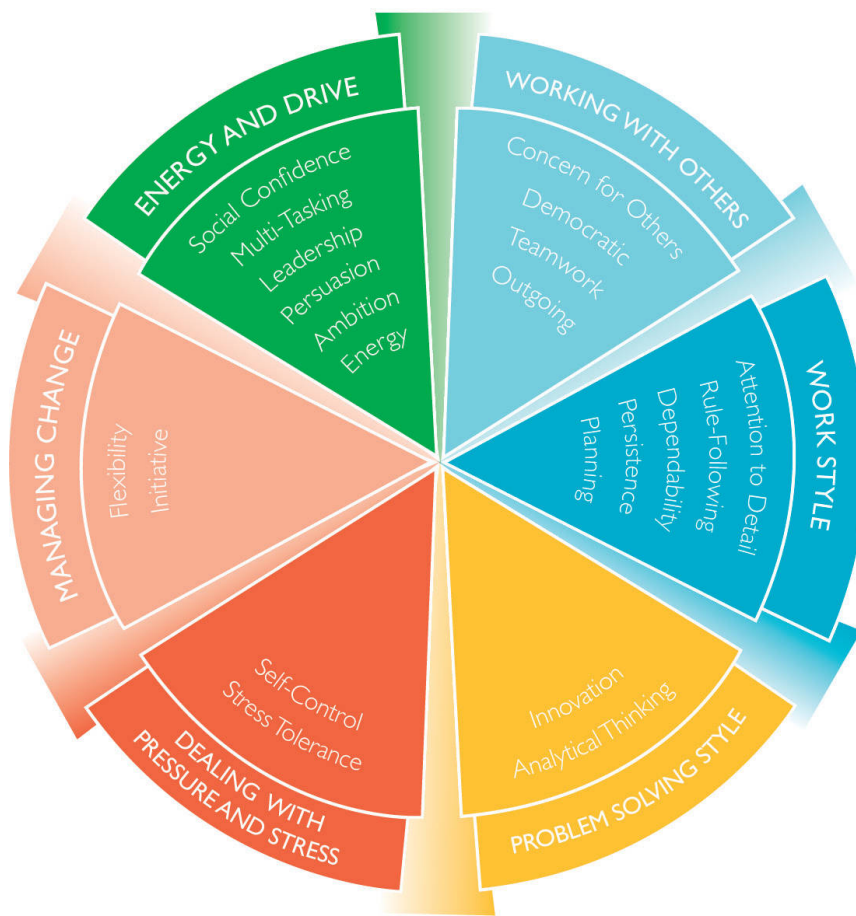 ENERGY AND DRIVE
Social Confidence
Multi-Tasking
Leadership
Persuasion
Ambition
Energy
WORKING WITH OTHERS
Concern for Others
Democratic
Teamwork
Outgoing
WORK STYLE
Attention to Detail
Rule-Following
Dependability
Persistence
Planning
PROBLEM SOLVING STYLE
Innovation
Analytical Thinking
DEALING WITH
PRESSURE AND STRESS
Self-Control
Stress Tolerance
MANAGING CHANGE
Flexibility
Initiative